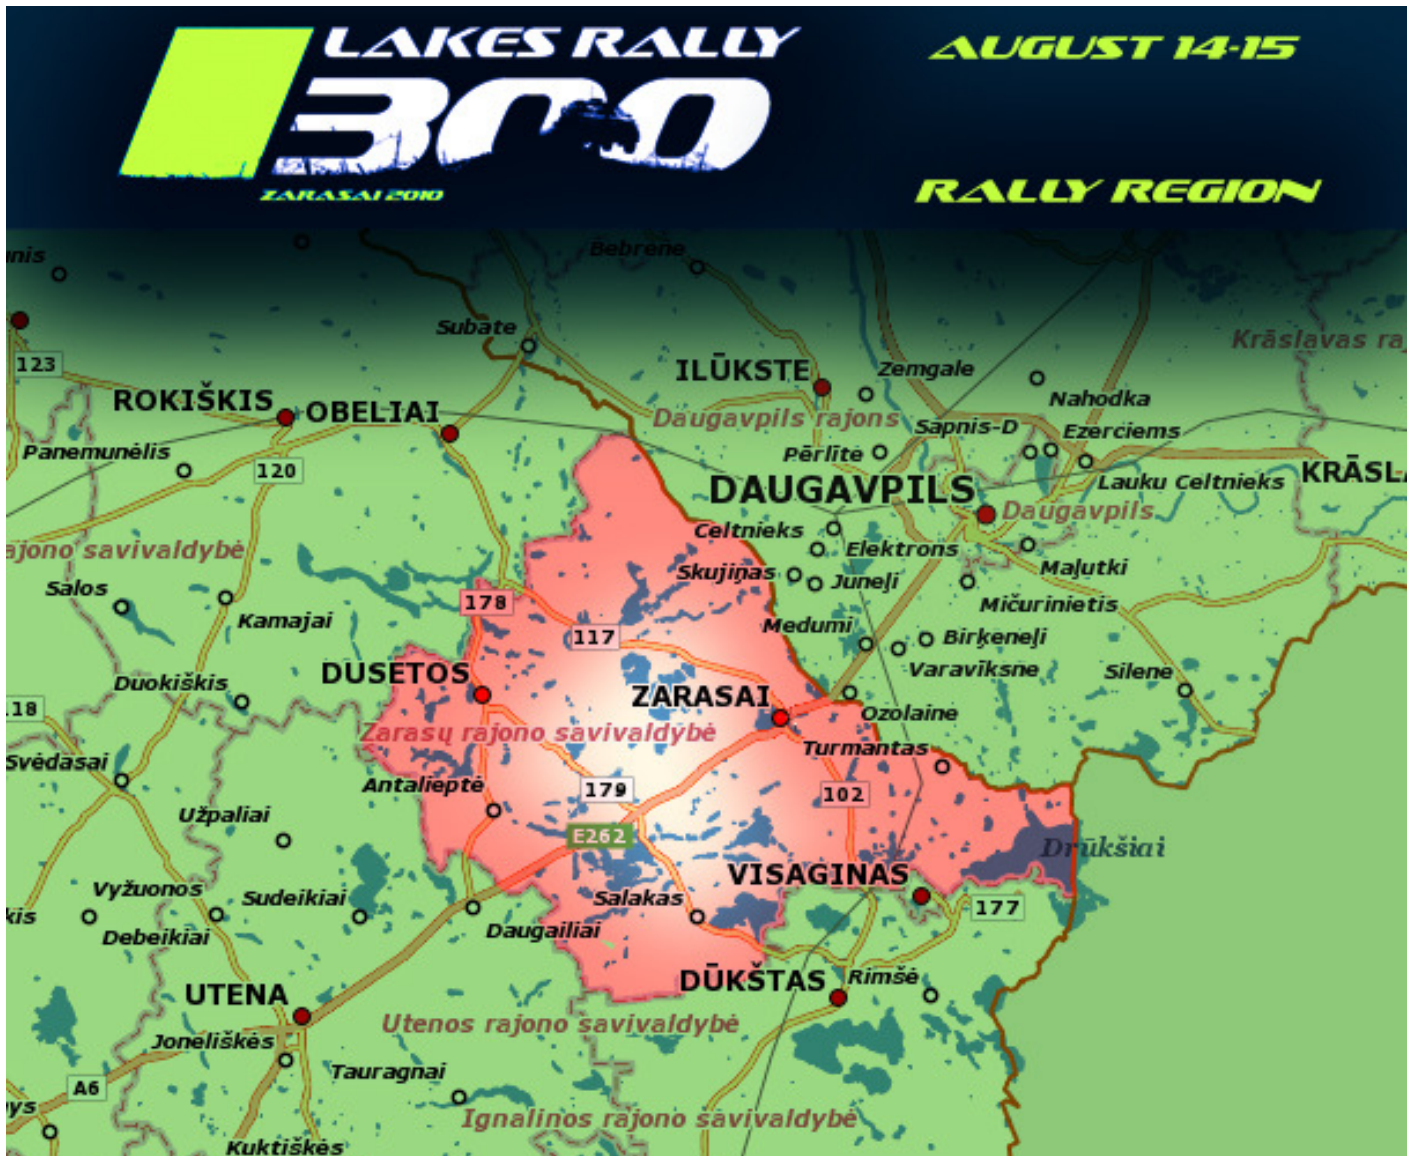 LAKES RALLY
300
ZARASAI 2010
AUGUST 14-15
RALLY REGION
Bebrene
Subate
Krāslavas
123
ILŪKSTE
Zemgale
Nahodka
ROKIŠKIS
OBELIAI
Daugavpils rajons
Sapnis-D
Ezerciems
Panemunėlis
120
Pērlīte
Lauku Celtnieks
DAUGAVPILS
Daugavpils
Celtnieks
Elektrons
Skujiņas
Juneļi
Maļutki
Mičurinietis
Salos
178
Kamajai
117
Medumi
Birķeneļi
Varavīksne
DUSETOS
Silene
Duokiškis
ZARASAI
Ozolaine
Zarasų rajono savivaldybė
Turmantas
Svėdasai
Antalieptė
179
102
Užpaliai
E262
Drūkšiai
VISAGINAS
Vyžuonos
Sudeikiai
Salakas
177
Debeikiai
Daugailiai
DŪKŠTAS
Rimšė
UTENA
Utenos rajono savivaldybė
Joneliškės
Tauragnai
A6
Ignalinos rajono savivaldybė
Kuktiškės